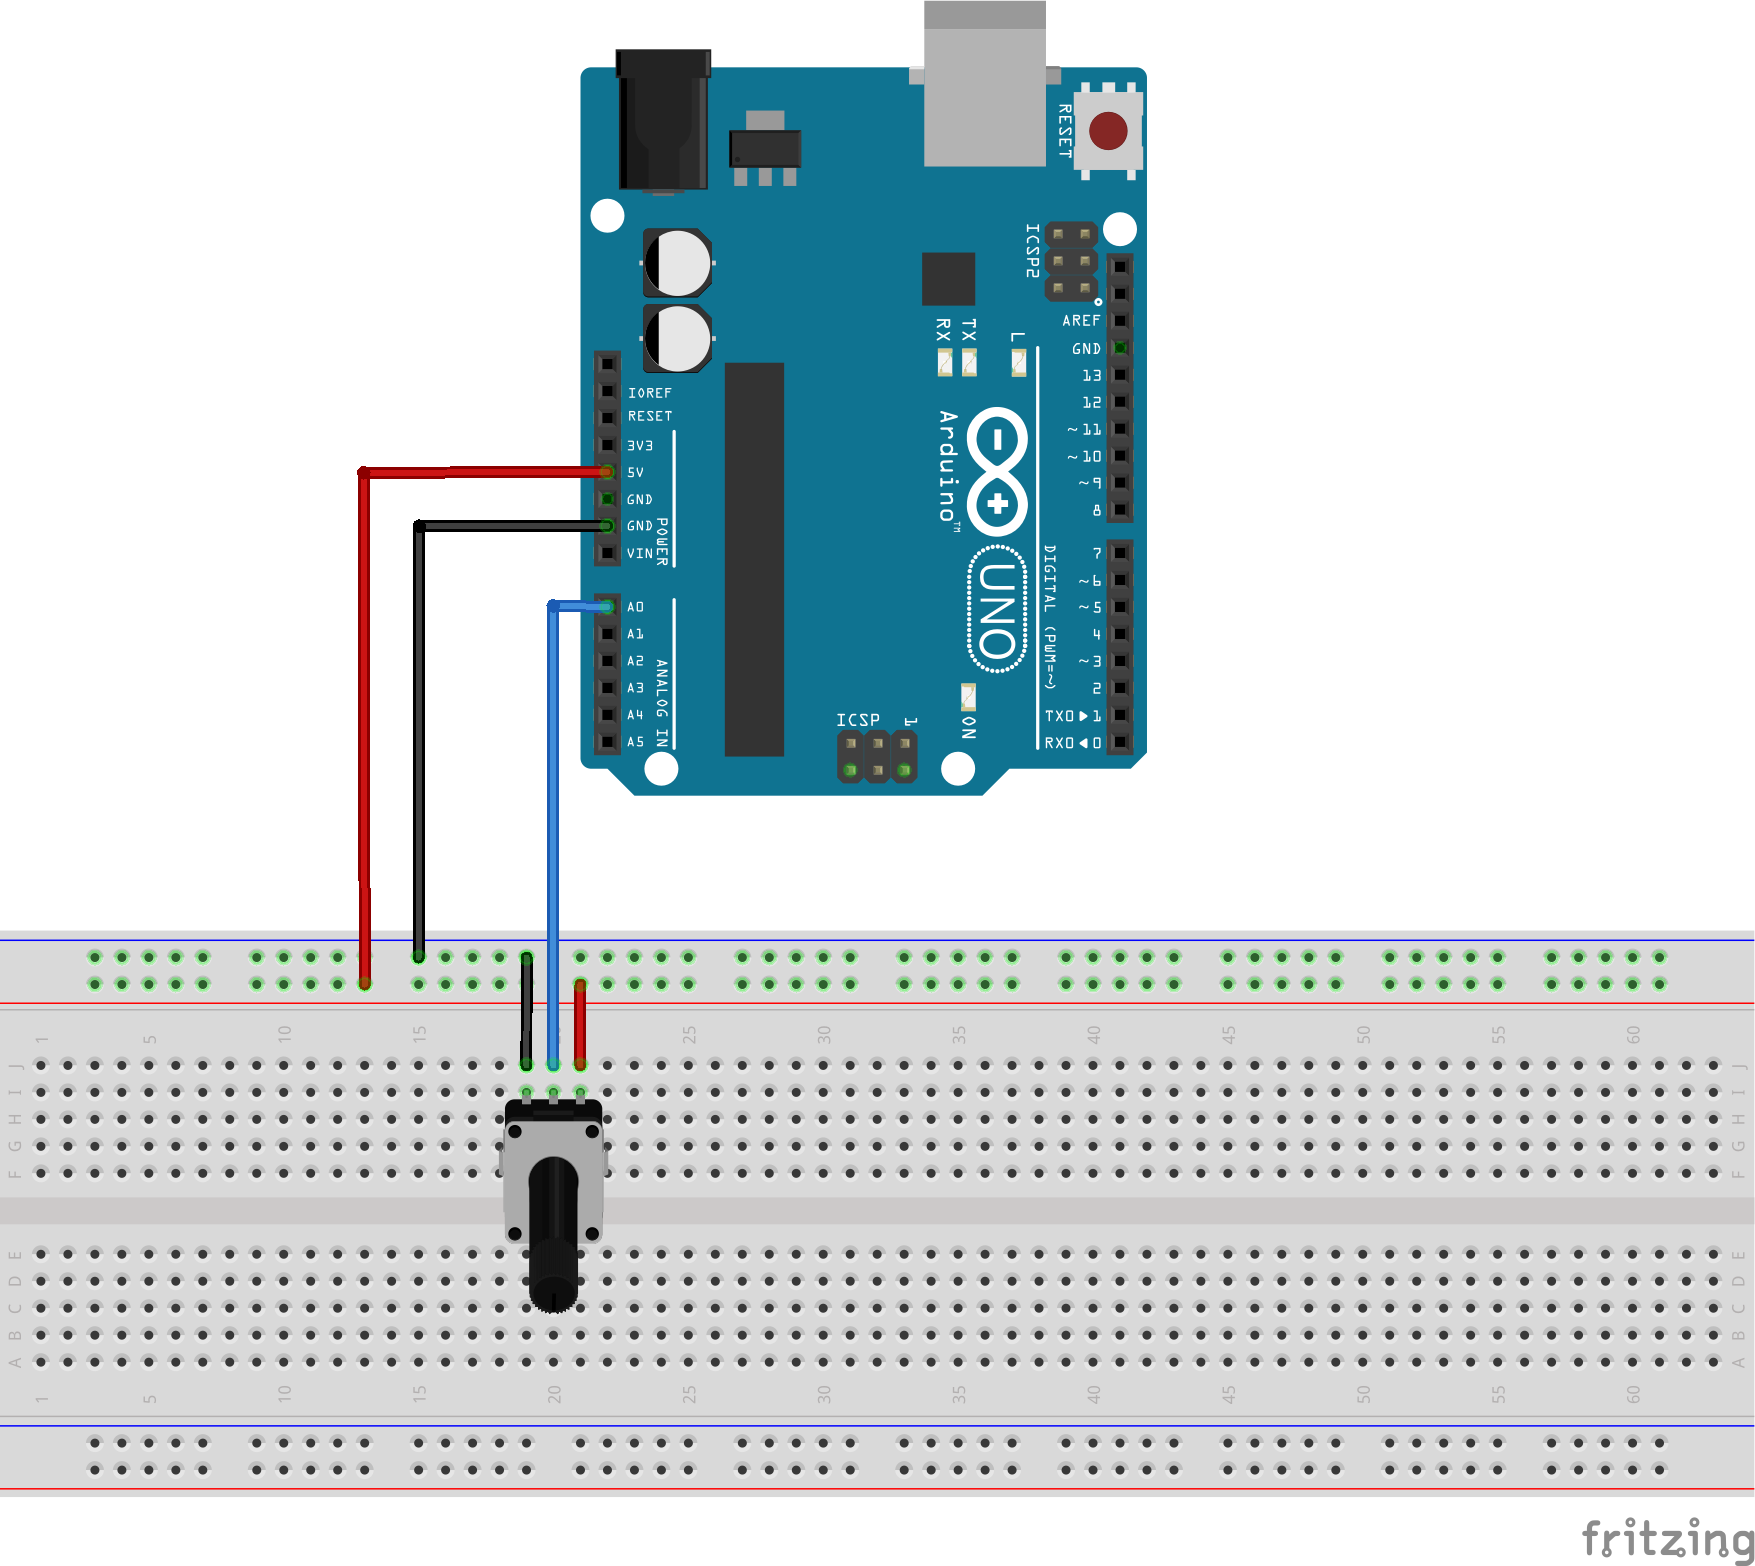 RESET
ICSP2
RX TX L
AREF
GND
13
12
~11
~10
~9
8
IOREF
RESET
3V3
5V
GND
GND
VIN
POWER
Arduino™
UNO
DIGITAL (PWM=~)
7
~6
~5
4
~3
2
TX0▶1
RX0◀0
A0
A1
A2
A3
A4
A5
ANALOG IN
ICSP 1
ON
1 5 10 15 25 30 35 40 45 50 55 60
J J
I I
H H
G G
F F
E E
D D
C C
B B
A A
1 5 10 15 20 25 30 35 40 45 50 55 60
fritzing